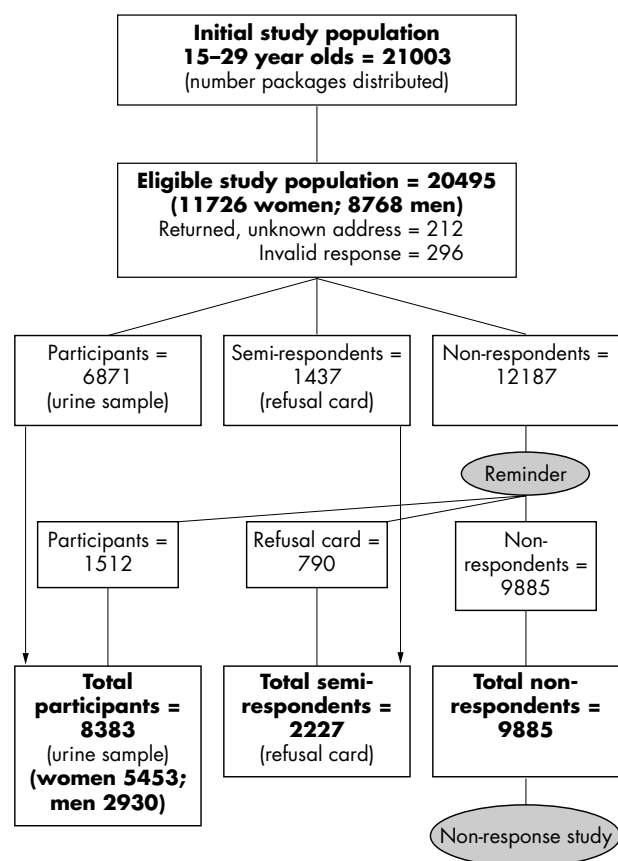 Initial study population
15–29 year olds = 21003
(number packages distributed)
Eligible study population = 20495
(11726 women; 8768 men)
Returned, unknown address = 212
Invalid response = 296
Participants =
6871
(urine sample)
Semi-respondents =
1437
(refusal card)
Non-respondents =
12187
Reminder
Participants =
1512
Refusal card =
790
Non-
respondents =
9885
Total
participants =
8383
(urine sample)
(women 5453;
men 2930)
Total semi-
respondents =
2227
(refusal card)
Total non-
respondents =
9885
Non-response study